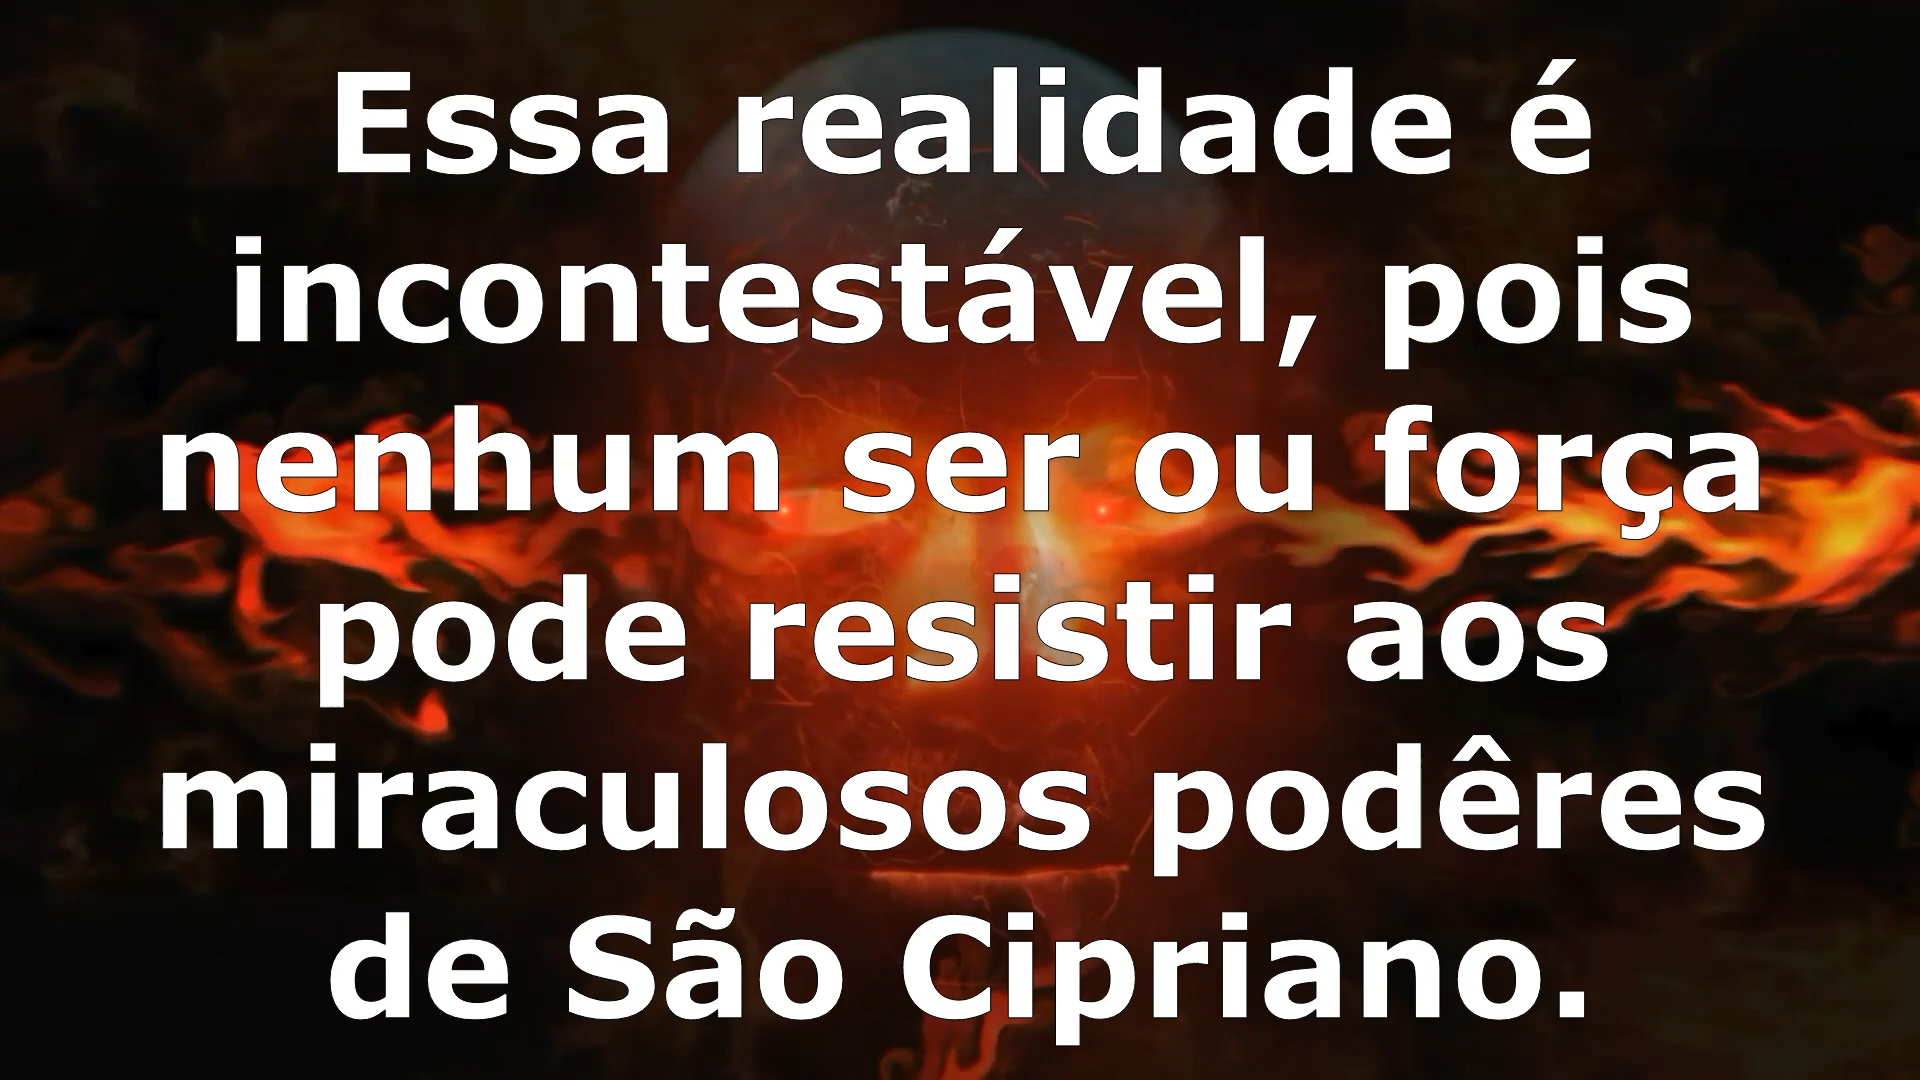 Essa realidade é
incontestável, pois
nenhum ser ou força
pode resistir aos
miraculosos podêres
de São Cipriano.